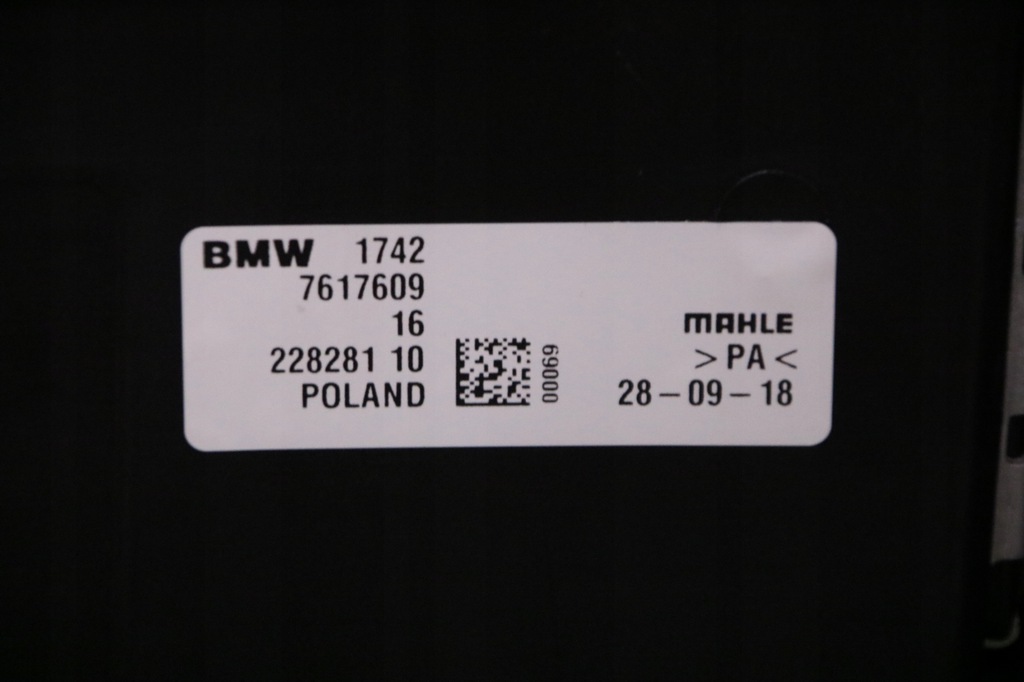 BMW 1742
7617609
16
228281 10
POLAND
00069
MAHLE
>PA<
28-09-18